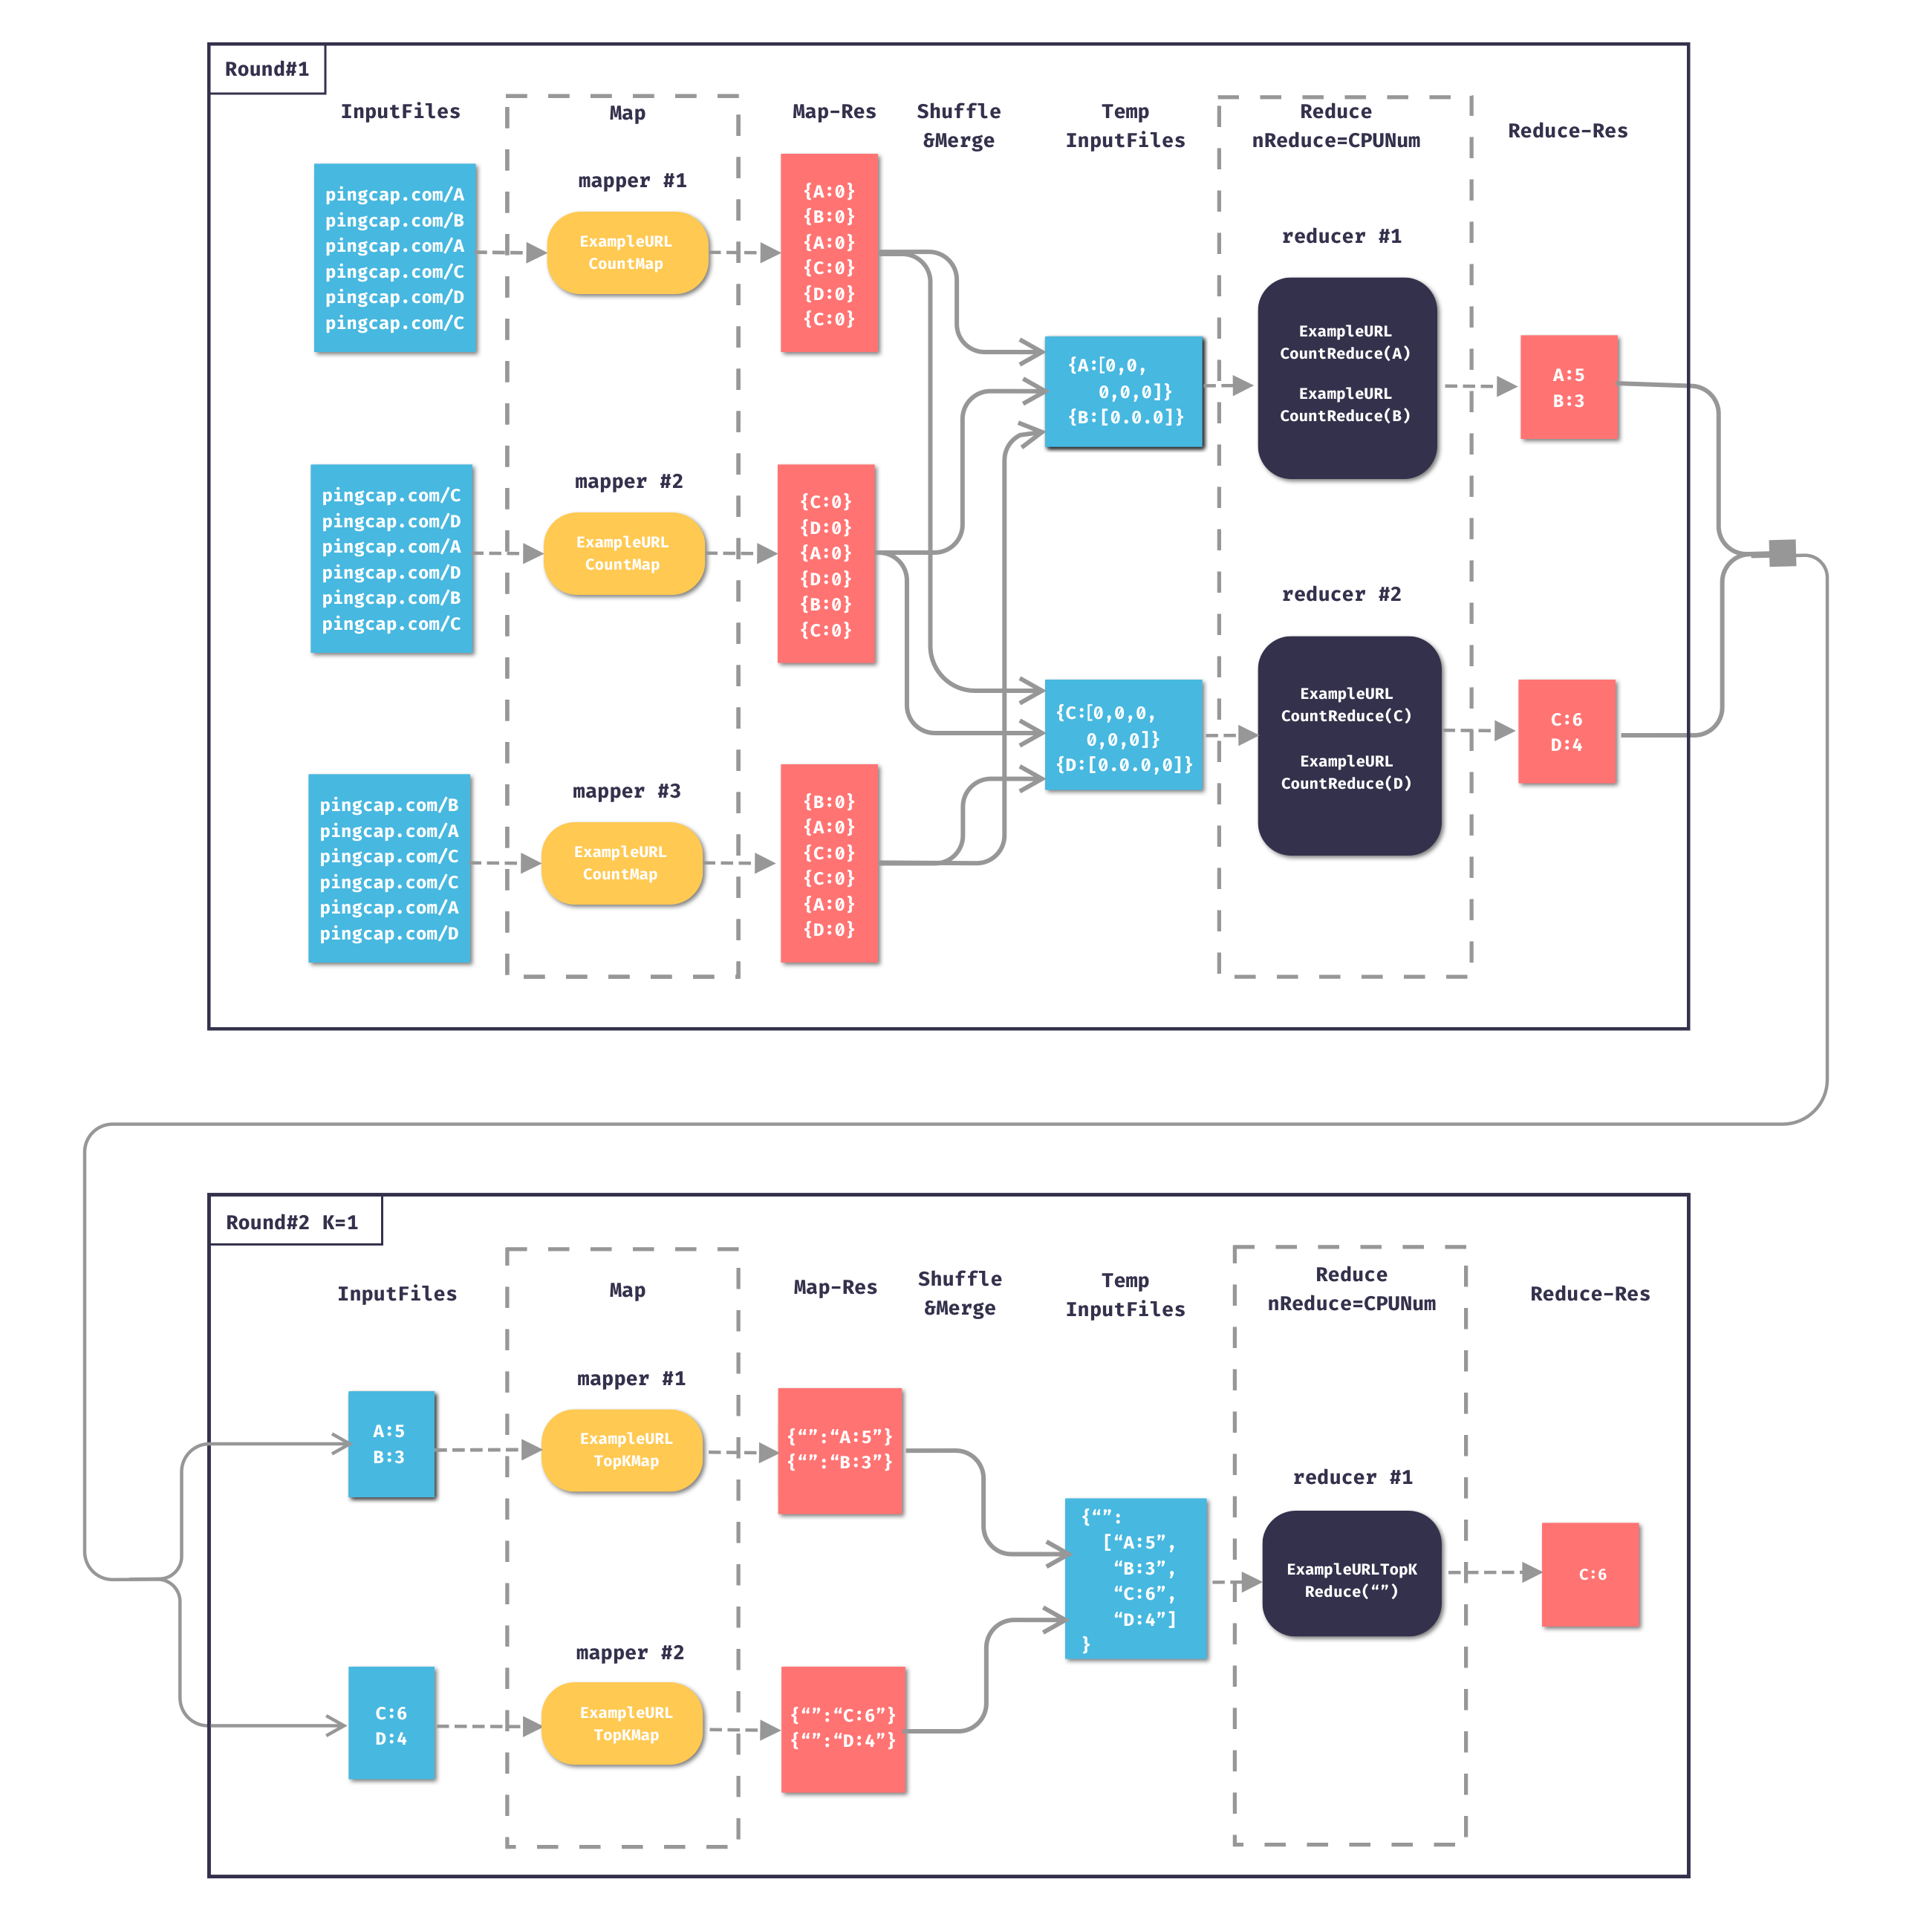 Round#1
InputFiles
Map
Map-Res
Shuffle
&Merge
Temp
InputFiles
Reduce
nReduce=CPUNum
Reduce-Res
pingcap.com/A
pingcap.com/B
pingcap.com/A
pingcap.com/C
pingcap.com/D
pingcap.com/C
mapper #1
ExampleURL
CountMap
{A:0}
{B:0}
{A:0}
{C:0}
{D:0}
{C:0}
pingcap.com/C
pingcap.com/D
pingcap.com/A
pingcap.com/D
pingcap.com/B
pingcap.com/C
mapper #2
ExampleURL
CountMap
{C:0}
{D:0}
{A:0}
{D:0}
{B:0}
{C:0}
pingcap.com/B
pingcap.com/A
pingcap.com/C
pingcap.com/C
pingcap.com/A
pingcap.com/D
mapper #3
ExampleURL
CountMap
{B:0}
{A:0}
{C:0}
{C:0}
{A:0}
{D:0}
{A:[0,0,
0,0,0]}
{B:[0.0.0]}
reducer #1
ExampleURL
CountReduce(A)
ExampleURL
CountReduce(B)
A:5
B:3
{C:[0,0,0,
0,0,0]}
{D:[0.0.0,0]}
reducer #2
ExampleURL
CountReduce(C)
ExampleURL
CountReduce(D)
C:6
D:4
Round#2 K=1
InputFiles
Map
Map-Res
Shuffle
&Merge
Temp
InputFiles
Reduce
nReduce=CPUNum
Reduce-Res
A:5
B:3
mapper #1
ExampleURL
TopKMap
{“”:“A:5”}
{“”:“B:3”}
C:6
D:4
mapper #2
ExampleURL
TopKMap
{“”:“C:6”}
{“”:“D:4”}
{“”:
[“A:5”,
“B:3”,
“C:6”,
“D:4”]
}
reducer #1
ExampleURLTopK
Reduce(“”)
C:6